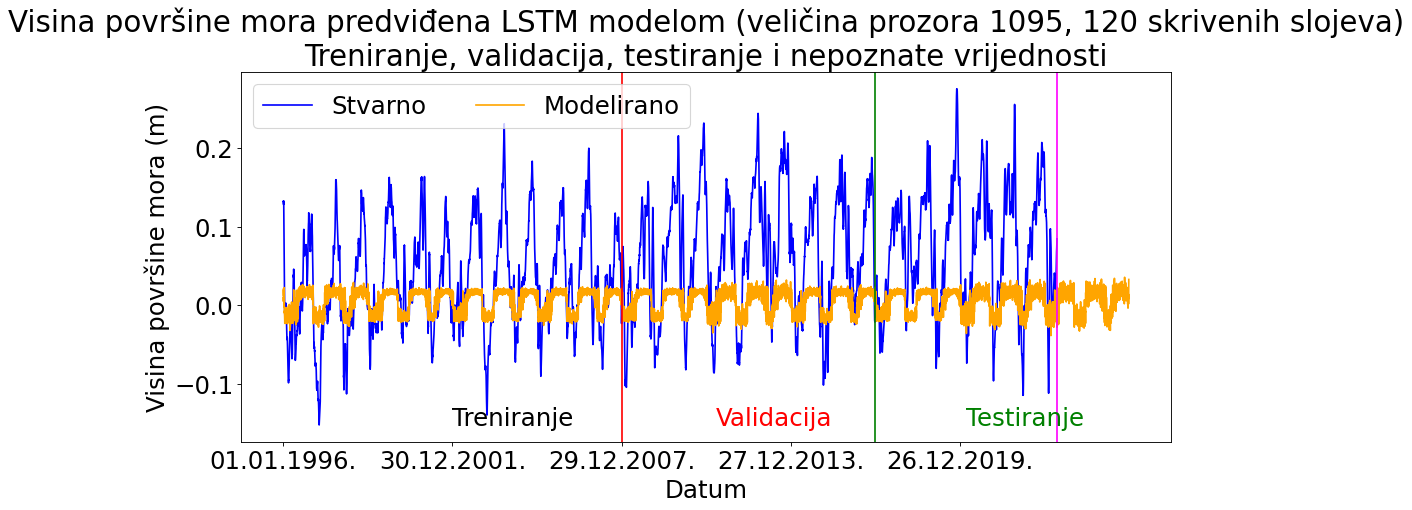 Visina površine mora predviđena LSTM modelom (veličina prozora 1095, 120 skrivenih slojeva)
Treniranje, validacija, testiranje i nepoznate vrijednosti
Stvarno
Modelirano
Visina površine mora (m)
0.2
0.1
0.0
−0.1
Treniranje
Validacija
Testiranje
01.01.1996.
30.12.2001.
29.12.2007.
27.12.2013.
26.12.2019.
Datum